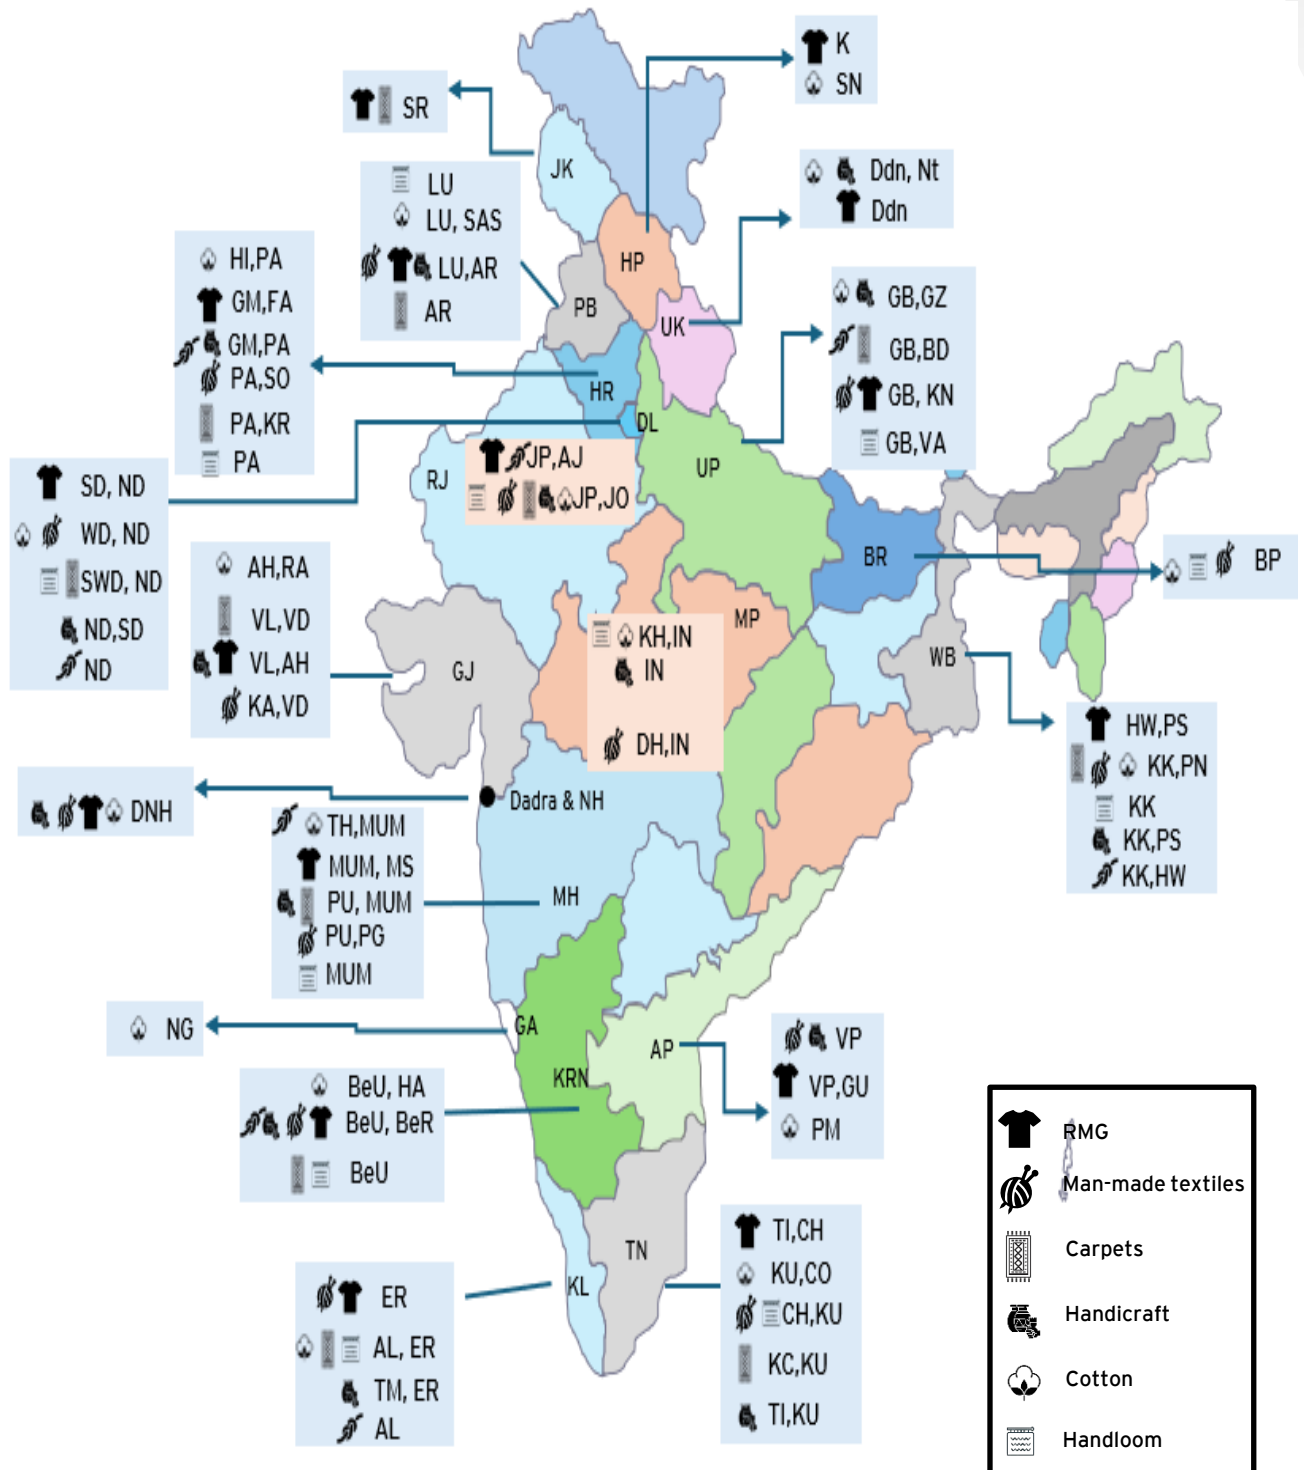 K
SN
SR
JK
Ddn, Nt
Ddn
LU
LU, SAS
LU,AR
AR
HP
PB
UK
HI,PA
GM,FA
GM,PA
PA,SO
PA,KR
PA
GB,GZ
GB,BD
GB, KN
GB,VA
HR
DL
UP
RJ
JP,AJ
JP,JO
SD, ND
WD, ND
SWD, ND
ND,SD
ND
BR
BP
AH,RA
VL,VD
VL,AH
KA,VD
GJ
MP
KH,IN
IN
DH,IN
WB
HW,PS
KK,PN
KK
KK,PS
KK,HW
DNH
Dadra & NH
TH,MUM
MUM, MS
PU, MUM
PU,PG
MUM
MH
NG
GA
KRN
AP
VP
VP,GU
PM
BeU, HA
BeU, BeR
BeU
TN
KL
TI,CH
KU,CO
CH,KU
KC,KU
TI,KU
ER
AL, ER
TM, ER
AL
RMG
Man-made textiles
Carpets
Handicraft
Cotton
Handloom